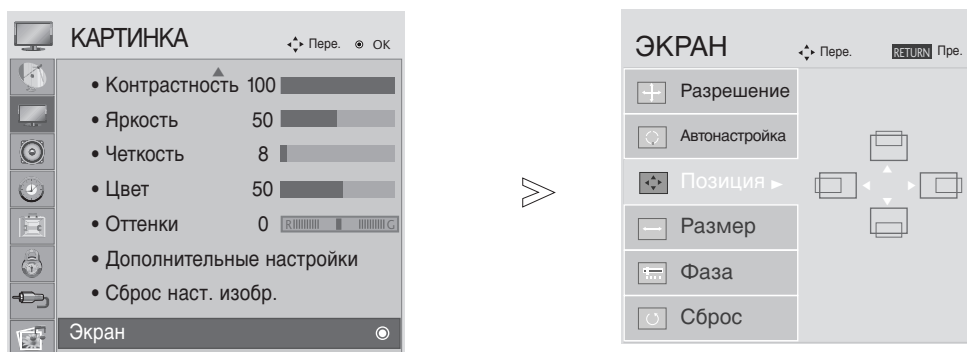 КАРТИНКА
Пере. OK
• Контрастность 100
• Яркость 50
• Четкость 8
• Цвет 50
• Оттенки 0 R G
• Дополнительные настройки
• Сброс наст. изобр.
Экран
ЭКРАН
Пере. RETURN Пре.
Разрешение
Автонастройка
Позиция
Размер
Фаза
Сброс